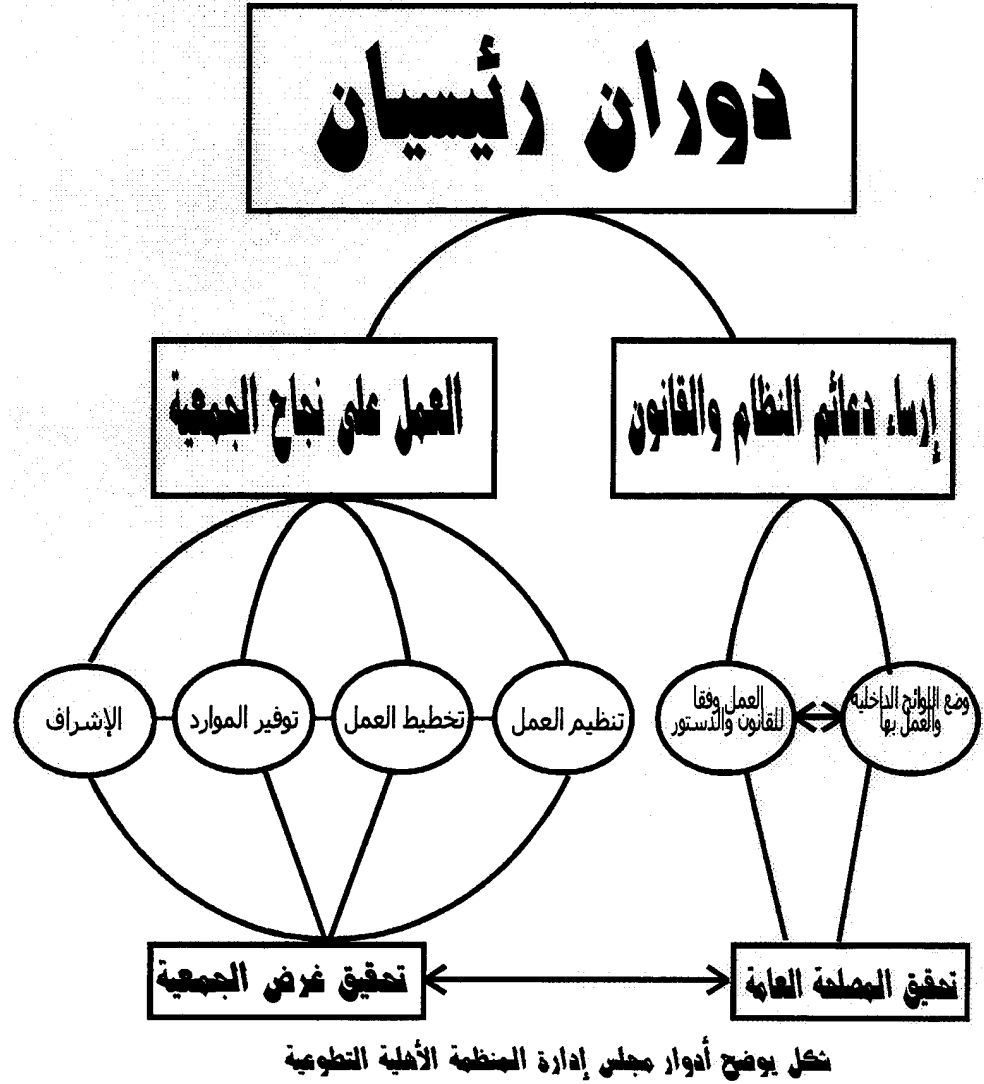 دوران رئيسيان
إرساء دعائم النظام والقانون
العمل على نجاح الجمعية
وضع اللوائح الداخلية
والعمل بها
العمل وفقا
للقانون والدستور
تنظيم العمل
تخطيط العمل
توفير الموارد
الإشراف
تحقيق المصلحة العامة
تحقيق غرض الجمعية
شكل يوضح أدوار مجلس إدارة المنظمة الأهلية التطوعية